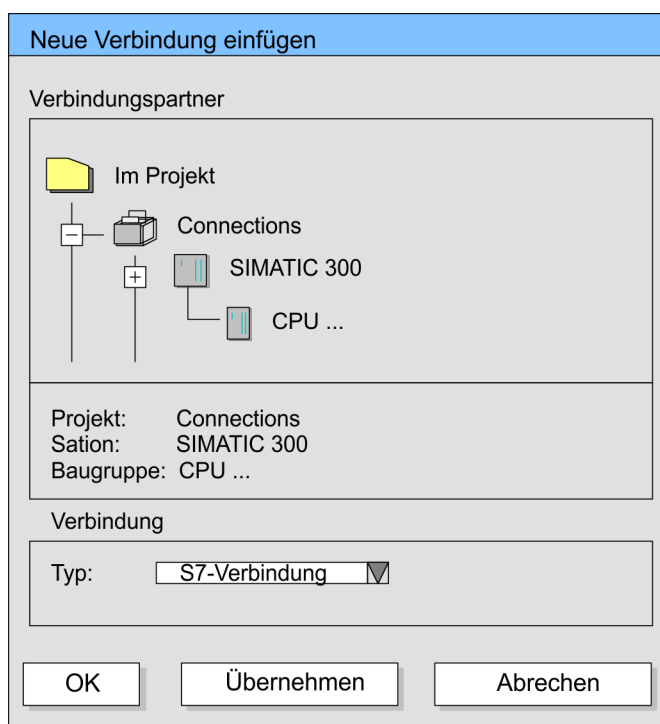 Neue Verbindung einfügen
Verbindungspartner
Im Projekt
Connections
SIMATIC 300
CPU ...
Projekt: Connections
Sation: SIMATIC 300
Baugruppe: CPU ...
Verbindung
Typ: S7-Verbindung
OK Übernehmen Abrechen